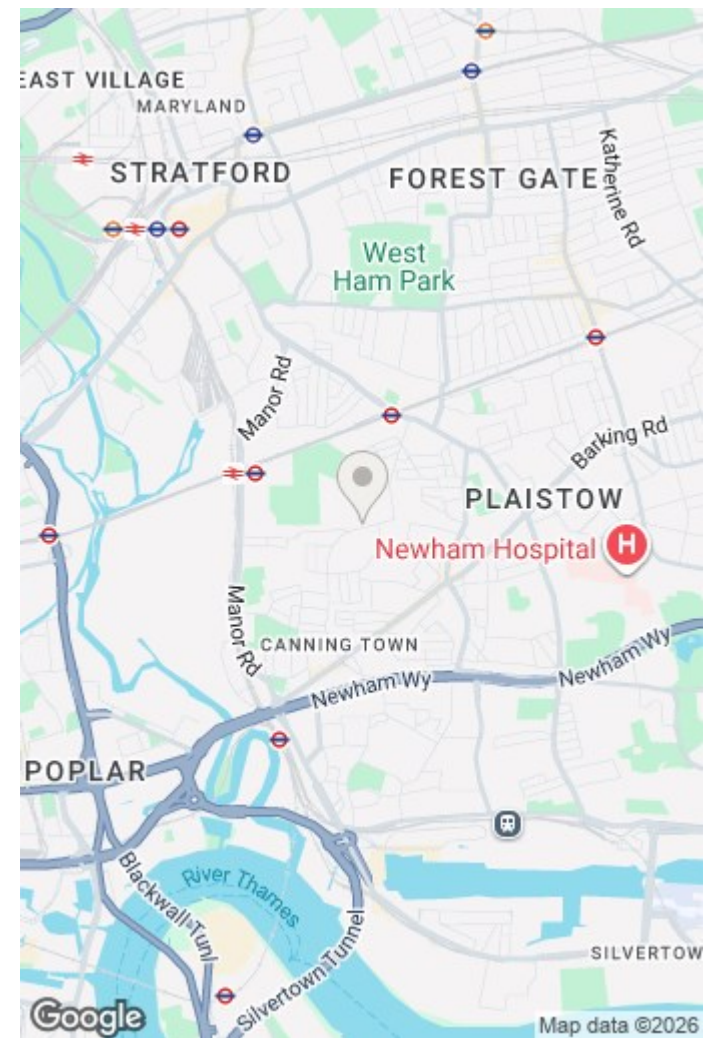 EAST VILLAGE
MARYLAND
STRATFORD
FOREST GATE
Katherine Rd
West
Ham Park
Manor Rd
Barking Rd
PLAISTOW
Newham Hospital
H
Manor Rd
CANNING TOWN
Newham Wy
Newham Wy
POPLAR
River Thames
Blackwall Tunl
Silvertown Tunnel
SILVERTOW
Google
Map data ©2026